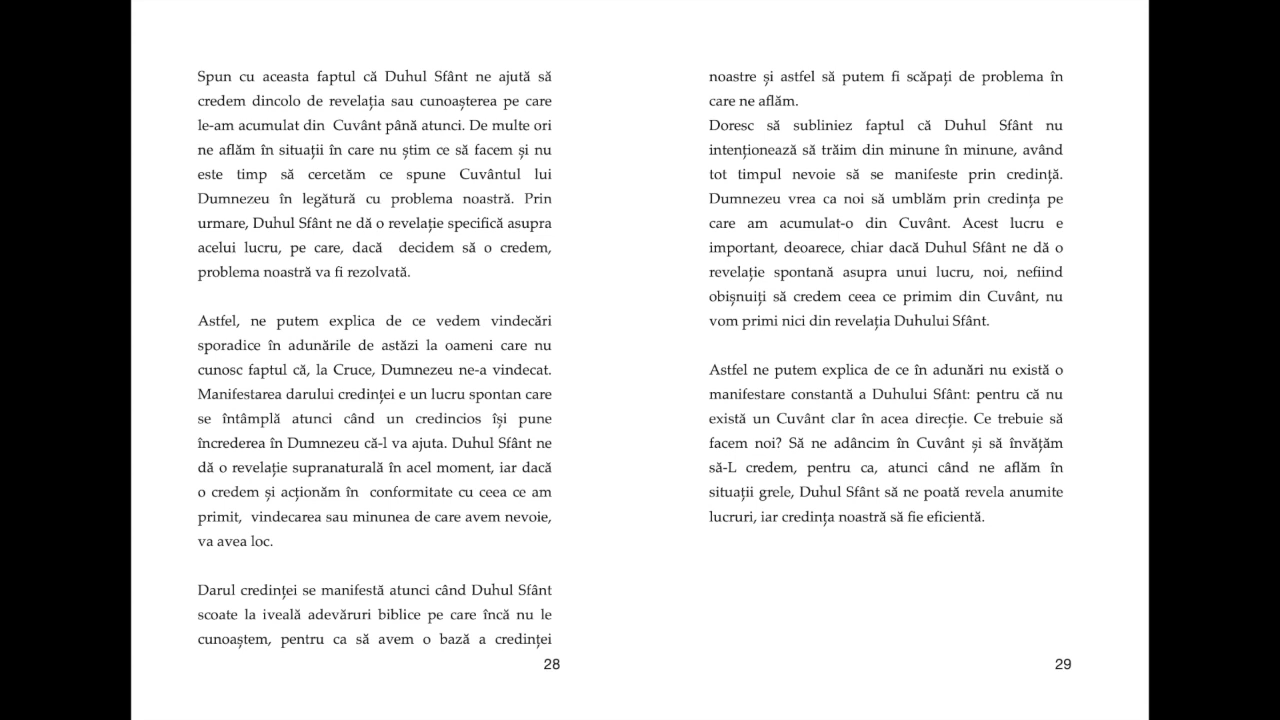 Spun cu aceasta faptul că Duhul Sfânt ne ajută să
credem dincolo de revelația sau cunoașterea pe care
le-am acumulat din Cuvânt până atunci. De multe ori
ne aflăm în situații în care nu știm ce să facem și nu
este timp să cercetăm ce spune Cuvântul lui
Dumnezeu în legătură cu problema noastră. Prin
urmare, Duhul Sfânt ne dă o revelație specifică asupra
acelui lucru, pe care, dacă decidem să o credem,
problema noastră va fi rezolvată.
Astfel, ne putem explica de ce vedem vindecări
sporadice în adunările de astăzi la oameni care nu
cunosc faptul că, la Cruce, Dumnezeu ne-a vindecat.
Manifestarea darului credinței e un lucru spontan care
se întâmplă atunci când un credincios își pune
încrederea în Dumnezeu că-l va ajuta. Duhul Sfânt ne
dă o revelație supranaturală în acel moment, iar dacă
o credem și acționăm în conformitate cu ceea ce am
primit, vindecarea sau minunea de care avem nevoie,
va avea loc.
Darul credinței se manifestă atunci când Duhul Sfânt
scoate la iveală adevăruri biblice pe care încă nu le
cunoaștem, pentru ca să avem o bază a credinței
28
noastre și astfel să putem fi scăpați de problema în
care ne aflăm.
Doresc să subliniez faptul că Duhul Sfânt nu
intenționează să trăim din minune în minune, având
tot timpul nevoie să se manifeste prin credință.
Dumnezeu vrea ca noi să umblăm prin credința pe
care am acumulat-o din Cuvânt. Acest lucru e
important, deoarece, chiar dacă Duhul Sfânt ne dă o
revelație spontană asupra unui lucru, noi, nefiind
obișnuiți să credem ceea ce primim din Cuvânt, nu
vom primi nici din revelația Duhului Sfânt.
Astfel ne putem explica de ce în adunări nu există o
manifestare constantă a Duhului Sfânt: pentru că nu
există un Cuvânt clar în acea direcție. Ce trebuie să
facem noi? Să ne adâncim în Cuvânt și să învățăm
să-L credem, pentru ca, atunci când ne aflăm în
situații grele, Duhul Sfânt să ne poată revela anumite
lucruri, iar credința noastră să fie eficientă.
29